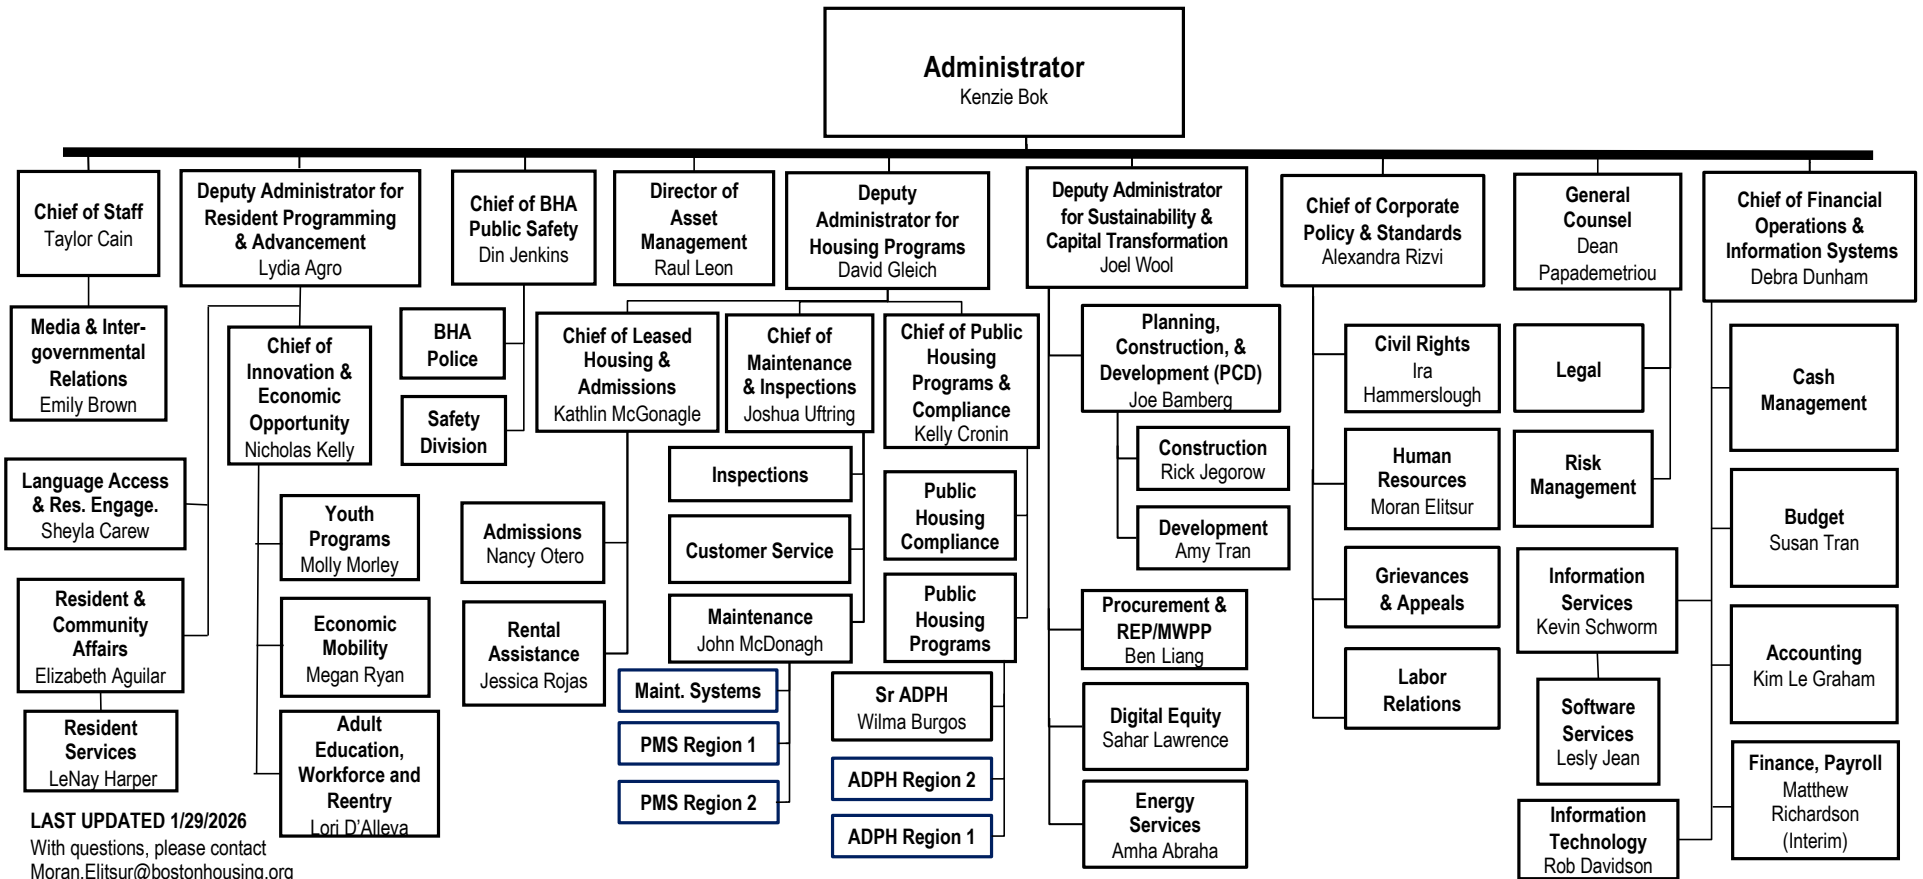 Administrator
Kenzie Bok
Chief of Staff
Taylor Cain
Deputy Administrator for
Resident Programming
& Advancement
Lydia Agro
Chief of BHA
Public Safety
Din Jenkins
Director of
Asset
Management
Raul Leon
Deputy
Administrator for
Housing Programs
David Gleich
Deputy Administrator
for Sustainability &
Capital Transformation
Joel Wool
Chief of Corporate
Policy & Standards
Alexandra Rizvi
General
Counsel
Dean
Papademetriou
Chief of Financial
Operations &
Information Systems
Debra Dunham
Media & Inter-
governmental
Relations
Emily Brown
Language Access
& Res. Engage.
Sheyla Carew
Resident &
Community
Affairs
Elizabeth Aguilar
Resident
Services
LeNay Harper
Chief of
Innovation &
Economic
Opportunity
Nicholas Kelly
Youth
Programs
Molly Morley
Economic
Mobility
Megan Ryan
Adult
Education,
Workforce and
Reentry
Lori D'Alleva
BHA
Police
Safety
Division
Chief of Leased
Housing &
Admissions
Kathlin McGonagle
Admissions
Nancy Otero
Rental
Assistance
Jessica Rojas
Chief of
Maintenance
& Inspections
Joshua Uftring
Inspections
Customer Service
Maintenance
John McDonagh
Maint. Systems
PMS Region 1
PMS Region 2
Chief of Public
Housing
Programs &
Compliance
Kelly Cronin
Public
Housing
Compliance
Public
Housing
Programs
Sr ADPH
Wilma Burgos
ADPH Region 2
ADPH Region 1
Planning,
Construction, &
Development (PCD)
Joe Bamberg
Construction
Rick Jegorow
Development
Amy Tran
Procurement &
REP/MWPP
Ben Liang
Digital Equity
Sahar Lawrence
Energy
Services
Amha Abraha
Civil Rights
Ira
Hammerslough
Human
Resources
Moran Elitsur
Grievances
& Appeals
Labor
Relations
Legal
Risk
Management
Information
Services
Kevin Schworm
Software
Services
Lesly Jean
Information
Technology
Rob Davidson
Cash
Management
Budget
Susan Tran
Accounting
Kim Le Graham
Finance, Payroll
Matthew
Richardson
(Interim)
LAST UPDATED 1/29/2026
With questions, please contact
Moran.Elitsur@bostonhousing.org